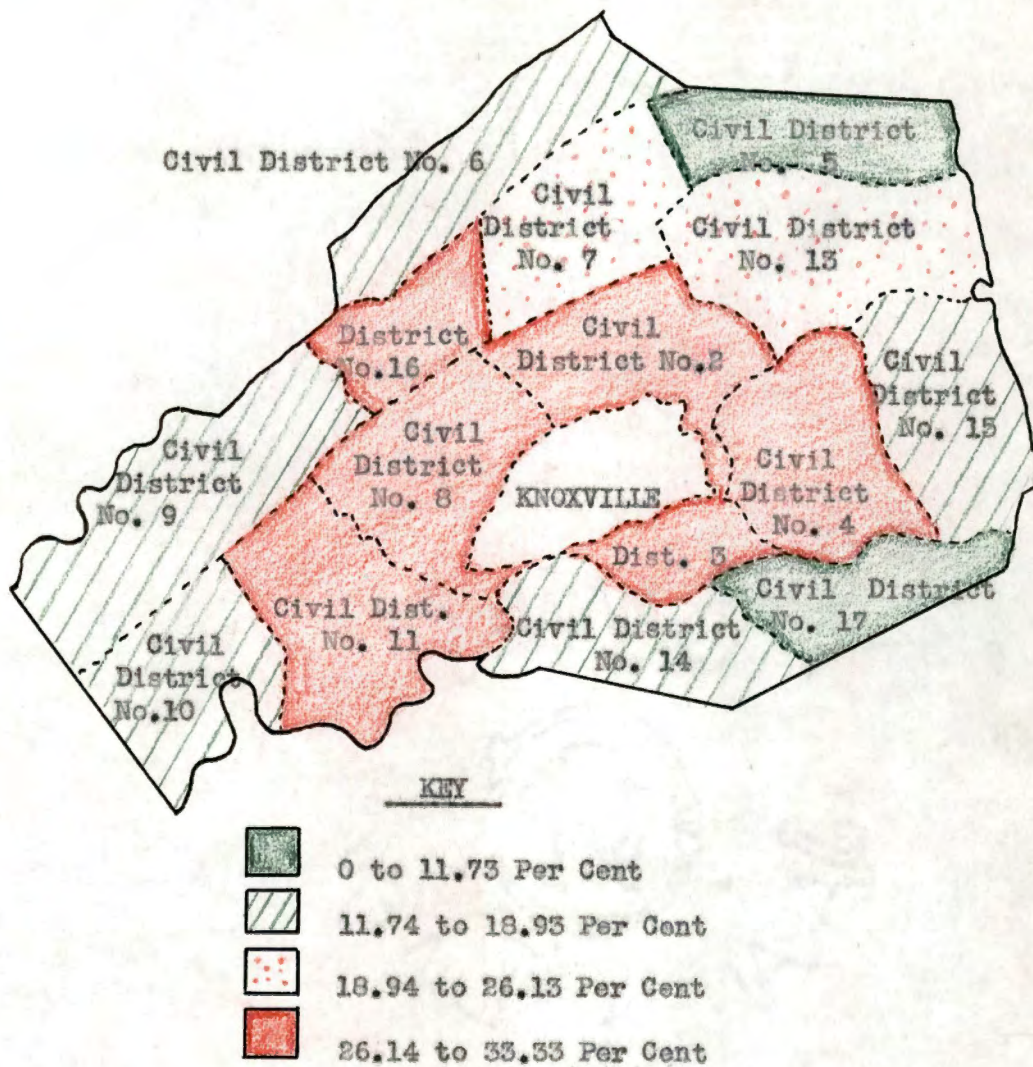 Civil District No. 5
Civil District No. 6
Civil
District
No. 7
Civil District
No. 13
District
No.16
Civil
District No.2
Civil
District
No. 15
Civil
District
No. 9
Civil
District
No. 8
KNOXVILLE
Civil
District
No. 4
Dist. 3
Civil District
No. 17
Civil Dist.
No. 11
Civil District
No. 14
Civil
District
No.10
KEY
0 to 11.73 Per Cent
11.74 to 18.93 Per Cent
18.94 to 26.13 Per Cent
26.14 to 33.33 Per Cent